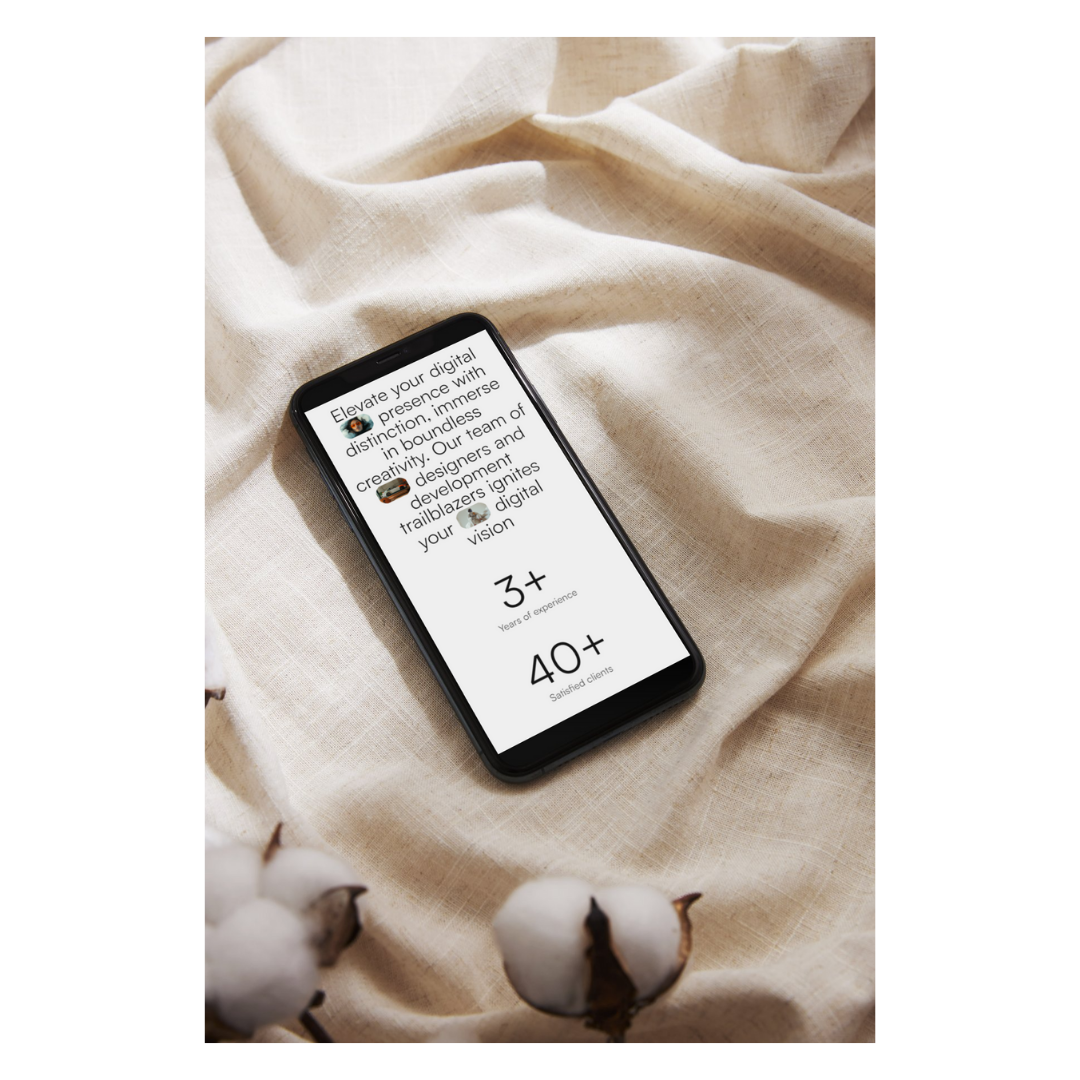 Elevate your digital
presence with
distinction, immerse
in boundless
creativity. Our team of
designers and
development
trailblazers ignites
your digital
vision
3+
Years of experience
40+
Satisfied clients